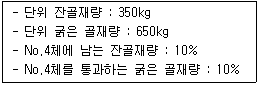 - 단위 잔골재량 : 350kg
- 단위 굵은 골재량 : 650kg
- No.4체에 남는 잔골재량 : 10%
- No.4체를 통과하는 굵은 골재량 : 10%